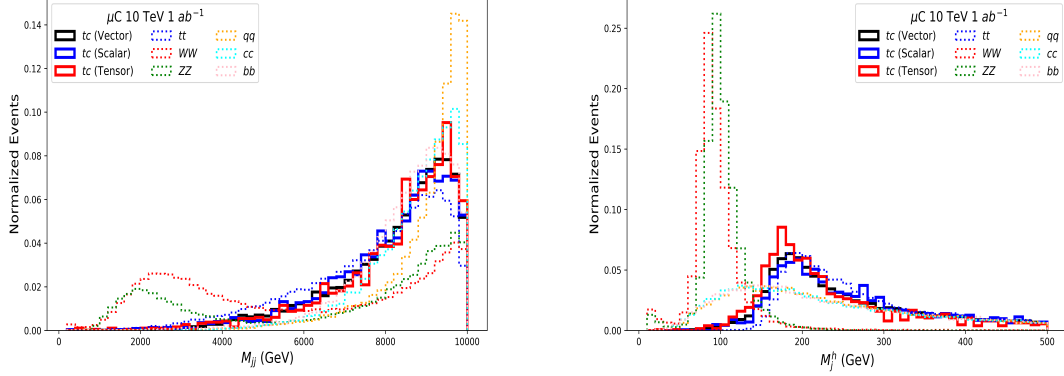 μC 10 TeV 1 ab⁻¹
tc (Vector) tt qq
tc (Scalar) WW cc
tc (Tensor) ZZ bb
Normalized Events
0.14
0.12
0.10
0.08
0.06
0.04
0.02
0.00
0 2000 4000 6000 8000 10000
M_{jj} (GeV)
μC 10 TeV 1 ab⁻¹
tc (Vector) tt qq
tc (Scalar) WW cc
tc (Tensor) ZZ bb
Normalized Events
0.25
0.20
0.15
0.10
0.05
0.00
0 100 200 300 400 500
M_j^h (GeV)